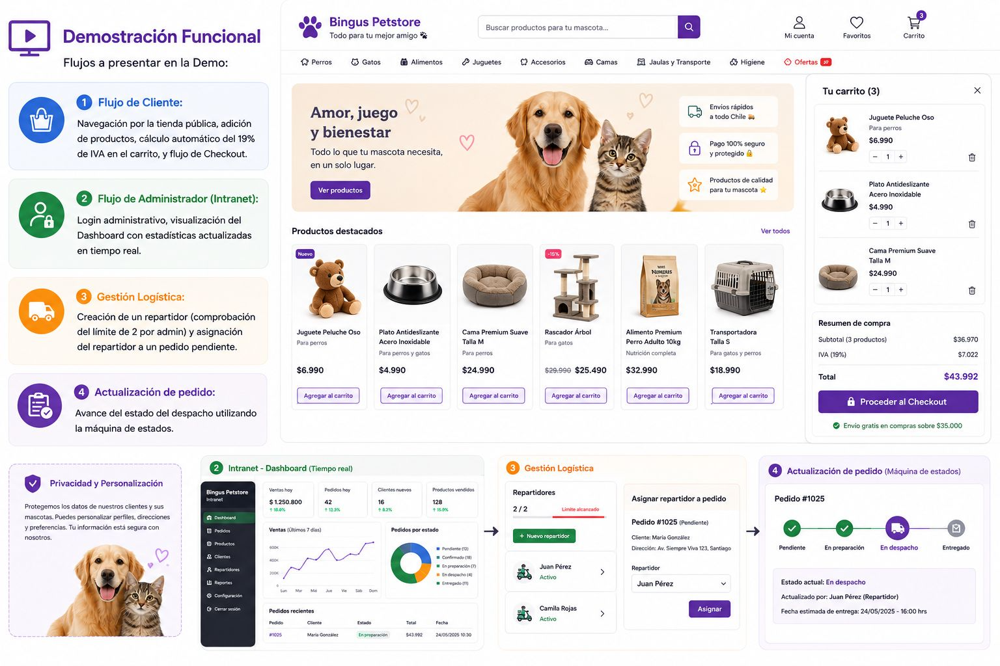 Demostración Funcional
Flujos a presentar en la Demo:
1 Flujo de Cliente:
Navegación por la tienda pública, adición
de productos, cálculo automático del 19%
de IVA en el carrito, y flujo de Checkout.
2 Flujo de Administrador (Intranet):
Login administrativo, visualización del
Dashboard con estadísticas actualizadas
en tiempo real.
3 Gestión Logística:
Creación de un repartidor (comprobación
del límite de 2 por admin) y asignación
del repartidor a un pedido pendiente.
4 Actualización de pedido:
Avance del estado del despacho utilizando
la máquina de estados.
Bingus Petstore
Todo para tu mejor amigo
Buscar productos para tu mascota...
Mi cuenta
Favoritos
3
Carrito
Perros
Gatos
Alimentos
Juguetes
Accesorios
Camas
Jaulas y Transporte
Higiene
Ofertas
Amor, juego
y bienestar
Todo lo que tu mascota necesita,
en un solo lugar.
Ver productos
Envíos rápidos
a todo Chile
Pago 100% seguro
y protegido
Productos de calidad
para tu mascota
Productos destacados
Ver todos
Nuevo
Juguete Peluche Oso
Para perros
$6.990
Agregar al carrito
Plato Antideslizante
Acero Inoxidable
Para perros y gatos
$4.990
Agregar al carrito
Cama Premium Suave
Talla M
Para perros
$24.990
Agregar al carrito
-15%
Rascador Árbol
Para gatos
$29.990 $25.490
Agregar al carrito
Alimento Premium
Perro Adulto 10kg
Nutrición completa
$32.990
Agregar al carrito
Transportadora
Talla S
Para gatos y perros
$18.990
Agregar al carrito
Tu carrito (3)
Juguete Peluche Oso
Para perros
$6.990
− 1 +
Plato Antideslizante
Acero Inoxidable
$4.990
− 1 +
Cama Premium Suave
Talla M
$24.990
− 1 +
Resumen de compra
Subtotal (3 productos) $36.970
IVA (19%) $7.022
Total $43.992
Proceder al Checkout
Envío gratis en compras sobre $35.000
Privacidad y Personalización
Protegemos los datos de nuestros clientes y sus
mascotas. Puedes personalizar perfiles, direcciones
y preferencias. Tu información está segura con
nosotros.
2 Intranet - Dashboard (Tiempo real)
Bingus Petstore
Intranet
Dashboard
Pedidos
Productos
Clientes
Repartidores
Reportes
Configuración
Cerrar sesión
Ventas hoy
$ 1.250.800
Pedidos hoy
42
↑ 12.3%
Clientes nuevos
16
↑ 8.2%
Productos vendidos
128
↑ 15.9%
Ventas (Últimos 7 días)
600K
400K
200K
0
Lun Mar Mié Jue Vie Sáb Dom
Pedidos por estado
Pendiente (12)
Confirmado (18)
En preparación (7)
En despacho (4)
Entregado (11)
Pedidos recientes
Pedido Cliente Estado Total Fecha
#1025 María González En preparación $43.992 24/05/2025 10:30
3 Gestión Logística
Repartidores
2 / 2 Límite alcanzado
+ Nuevo repartidor
Juan Pérez
Activo
Camila Rojas
Activo
Asignar repartidor a pedido
Pedido #1025 (Pendiente)
Cliente: María González
Dirección: Av. Siempre Viva 123, Santiago
Repartidor
Juan Pérez
Asignar
4 Actualización de pedido (Máquina de estados)
Pedido #1025
Pendiente
En preparación
En despacho
Entregado
Estado actual: En despacho
Actualizado por: Juan Pérez (Repartidor)
Fecha estimada de entrega: 24/05/2025 - 16:00 hrs